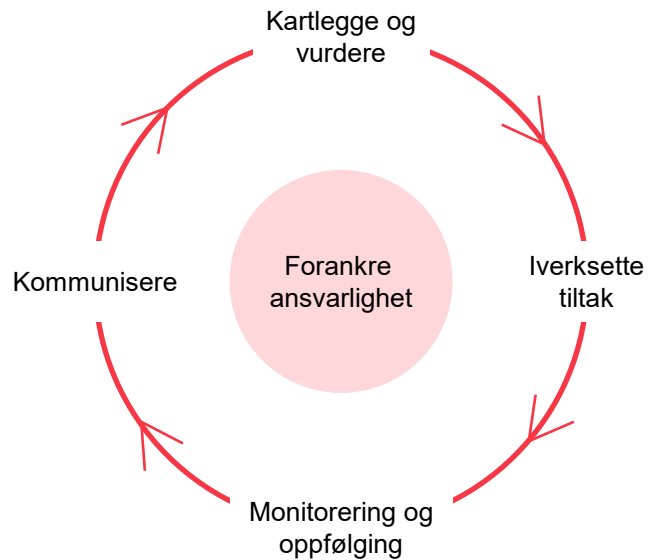 Kartlegge og
vurdere
Iverksette
tiltak
Monitorering og
oppfølging
Kommunisere
Forankre
ansvarlighet